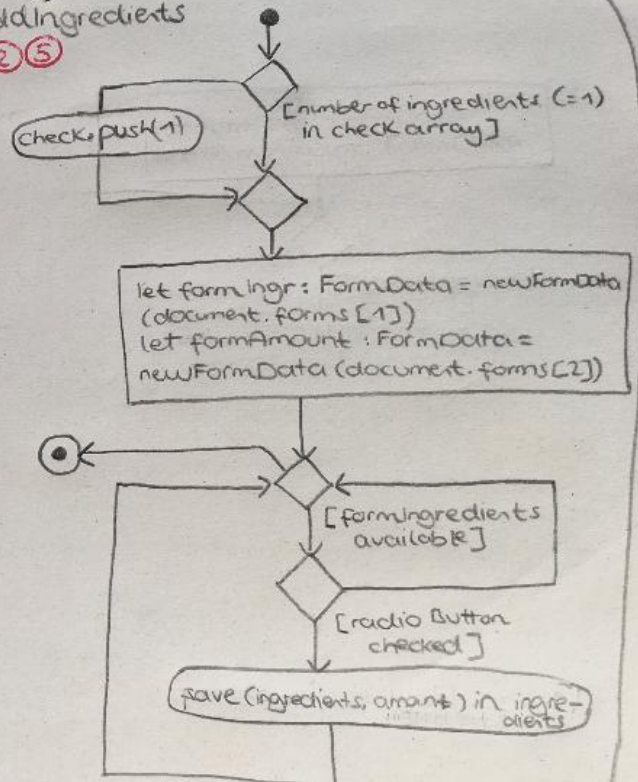 ddIngredients
② ⑤
[number of ingredients (=1)
in check array]
check.push(1)
let formIngr: FormData = newFormData
(document.forms[1])
let formAmount: FormData =
newFormData (document.forms[2])
[formIngredients
available]
[radio Button
checked]
save (ingredients, amant) in ingre-
dients